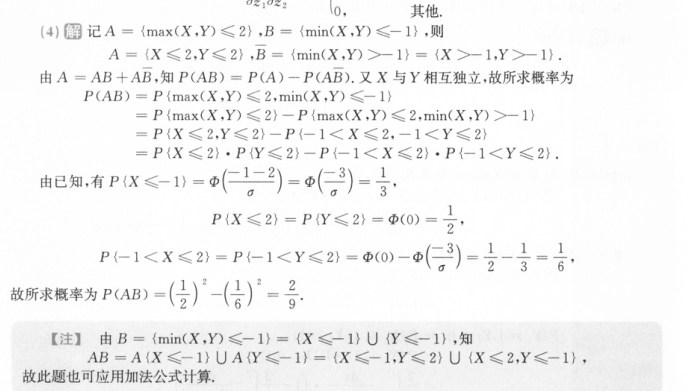 ∂z₁∂z₂ 0, 其他.
(4) 解 记 A = {max(X,Y) ⩽ 2}, B = {min(X,Y) ⩽ −1}, 则
A = {X ⩽ 2, Y ⩽ 2}, B̅ = {min(X,Y) > −1} = {X > −1, Y > −1}.
由 A = AB + AB̅, 知 P(AB) = P(A) − P(AB̅). 又 X 与 Y 相互独立, 故所求概率为
P(AB) = P{max(X,Y) ⩽ 2, min(X,Y) ⩽ −1}
= P{max(X,Y) ⩽ 2} − P{max(X,Y) ⩽ 2, min(X,Y) > −1}
= P{X ⩽ 2, Y ⩽ 2} − P{−1 < X ⩽ 2, −1 < Y ⩽ 2}
= P{X ⩽ 2} · P{Y ⩽ 2} − P{−1 < X ⩽ 2} · P{−1 < Y ⩽ 2}.
由已知, 有 P{X ⩽ −1} = Φ((−1−2)/σ) = Φ(−3/σ) = 1/3,
P{X ⩽ 2} = P{Y ⩽ 2} = Φ(0) = 1/2,
P{−1 < X ⩽ 2} = P{−1 < Y ⩽ 2} = Φ(0) − Φ(−3/σ) = 1/2 − 1/3 = 1/6,
故所求概率为 P(AB) = (1/2)² − (1/6)² = 2/9.
【注】 由 B = {min(X,Y) ⩽ −1} = {X ⩽ −1} ∪ {Y ⩽ −1}, 知
AB = A{X ⩽ −1} ∪ A{Y ⩽ −1} = {X ⩽ −1, Y ⩽ 2} ∪ {X ⩽ 2, Y ⩽ −1},
故此题也可应用加法公式计算.